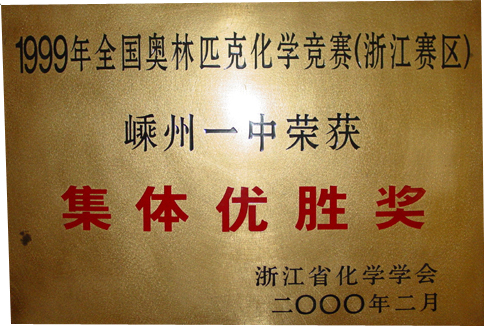 1999年全国奥林匹克化学竞赛(浙江赛区)
嵊州一中荣获
集体优胜奖
浙江省化学学会
二〇〇〇年二月